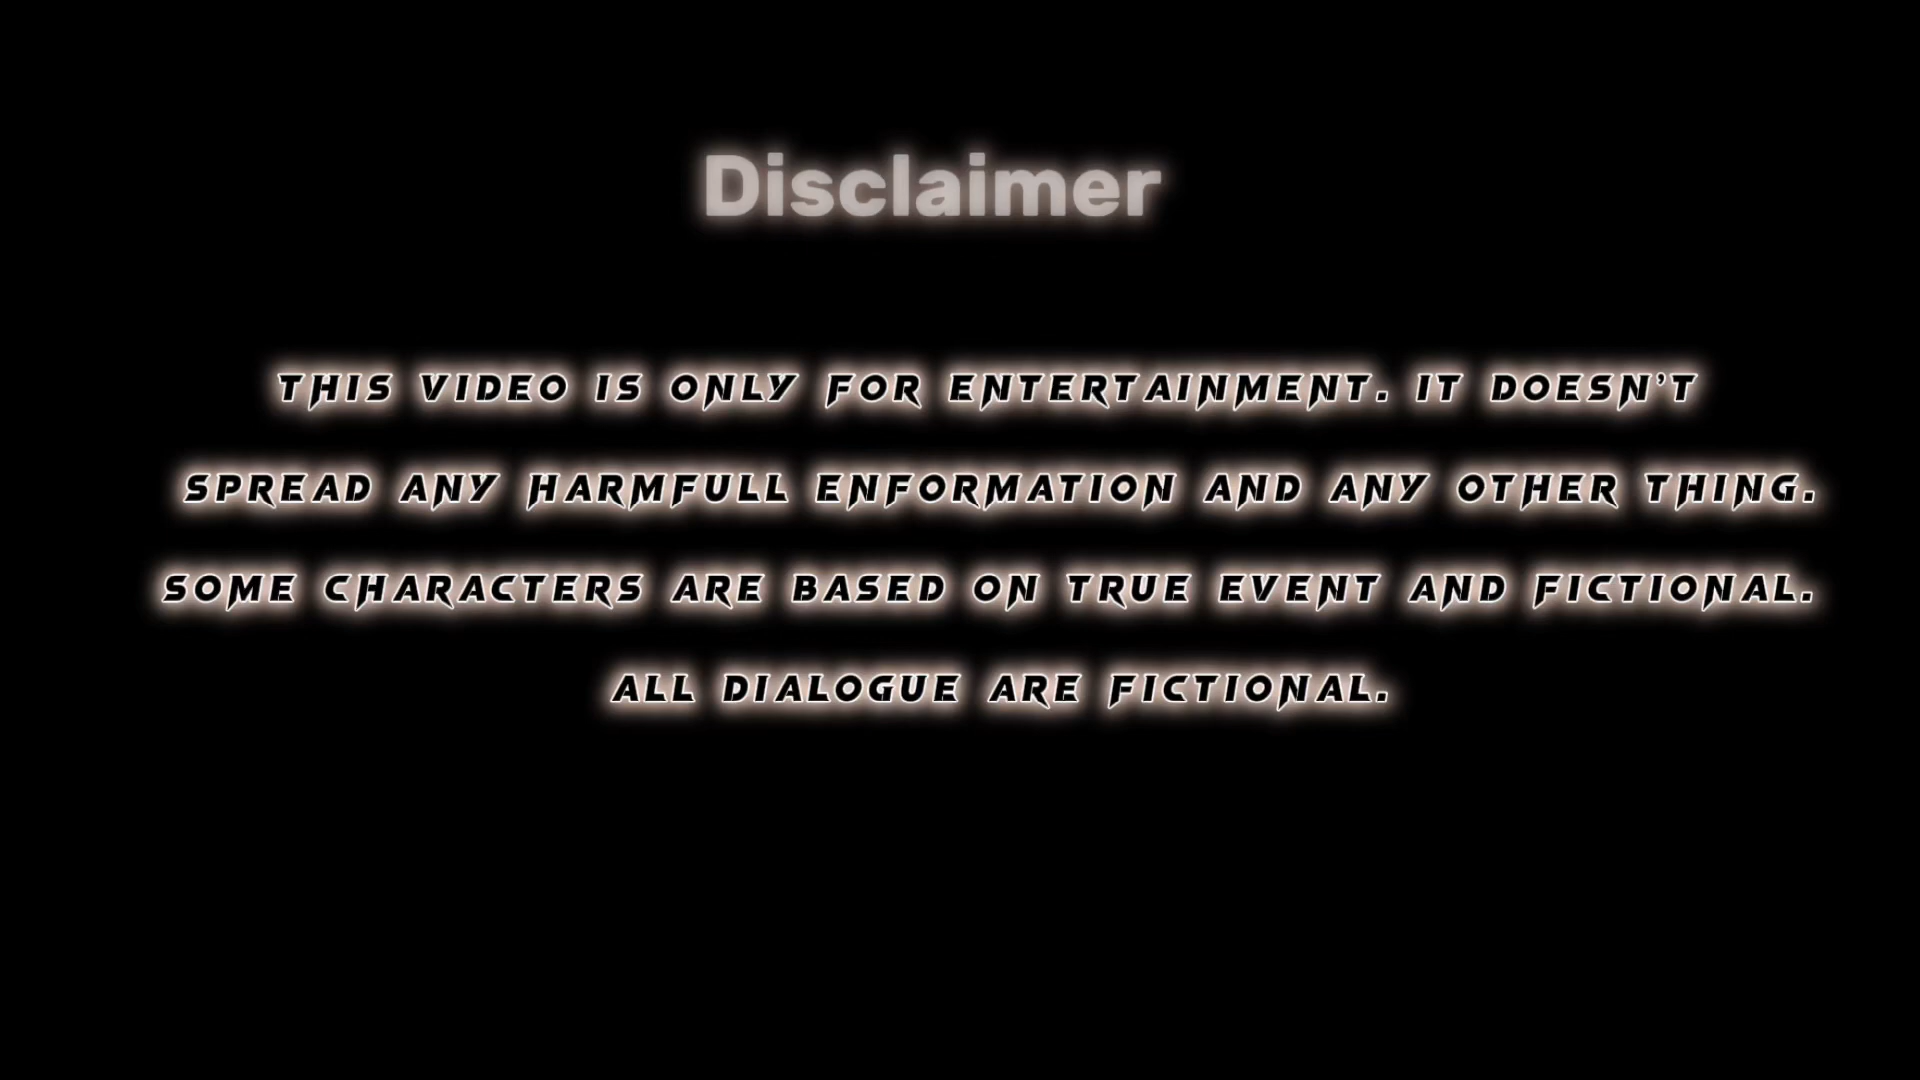 Disclaimer
THIS VIDEO IS ONLY FOR ENTERTAINMENT. IT DOESN'T
SPREAD ANY HARMFULL ENFORMATION AND ANY OTHER THING.
SOME CHARACTERS ARE BASED ON TRUE EVENT AND FICTIONAL.
ALL DIALOGUE ARE FICTIONAL.